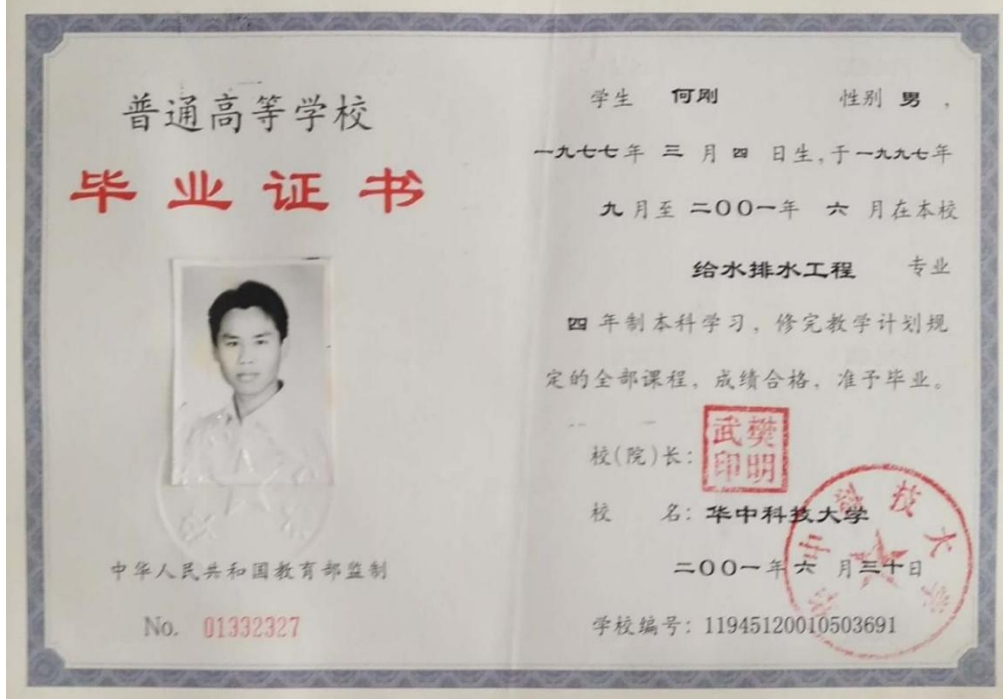 普通高等学校
毕业证书
中华人民共和国教育部监制
No. 01332327
学生 何刚 性别 男，
一九七七年 三 月 四 日生，于一九九七年
九 月至 二〇〇一年 六 月在本校
给水排水工程 专业
四 年制本科学习，修完教学计划规
定的全部课程，成绩合格，准予毕业。
校(院)长：
樊明武印
校 名：华中科技大学
华中科技大学
二〇〇一年 六 月三十日
学校编号：11945120010503691